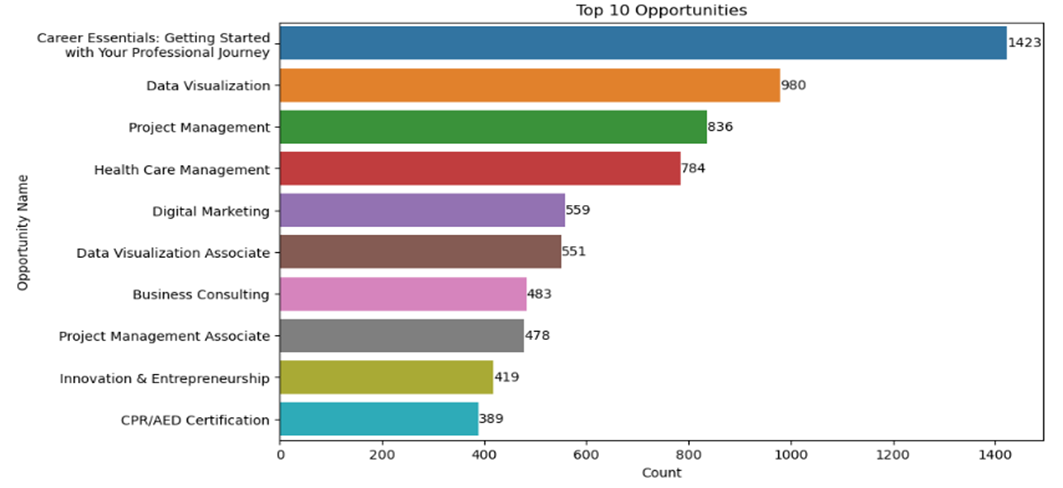 Top 10 Opportunities
Career Essentials: Getting Started
with Your Professional Journey
1423
Data Visualization
980
Project Management
836
Health Care Management
784
Digital Marketing
559
Data Visualization Associate
551
Business Consulting
483
Project Management Associate
478
Innovation & Entrepreneurship
419
CPR/AED Certification
389
Opportunity Name
0 200 400 600 800 1000 1200 1400
Count